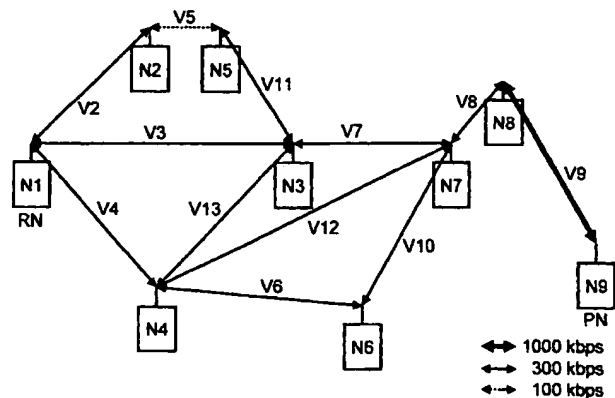 V5
N2
N5
V2
V11
V8
N8
V3
V7
N1
RN
N3
N7
V9
V4
V13
V12
V10
N9
PN
V6
N4
N6
1000 kbps
300 kbps
100 kbps